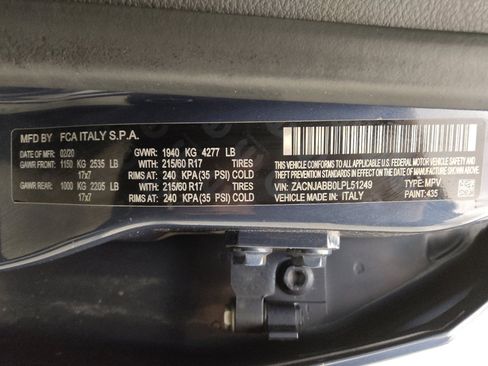 MFD BY FCA ITALY S.P.A.
DATE OF MFR: 02/20 GVWR: 1940 KG 4277 LB
GAWR FRONT: 1150 KG 2535 LB WITH: 215/60 R17 TIRES
17x7 RIMS AT: 240 KPA(35 PSI) COLD
GAWR REAR: 1000 KG 2205 LB WITH: 215/60 R17 TIRES
17x7 RIMS AT: 240 KPA(35 PSI) COLD
THIS VEHICLE CONFORMS TO ALL APPLICABLE
FEDERAL MOTOR VEHICLE SAFETY, BUMPER, AND
THEFT PREVENTION STANDARDS IN EFFECT ON THE
DATE OF MANUFACTURE SHOWN ABOVE.
VIN: ZACNJABB0LPL51249 TYPE: MPV
VEHICLE MADE IN: ITALY PAINT: 435